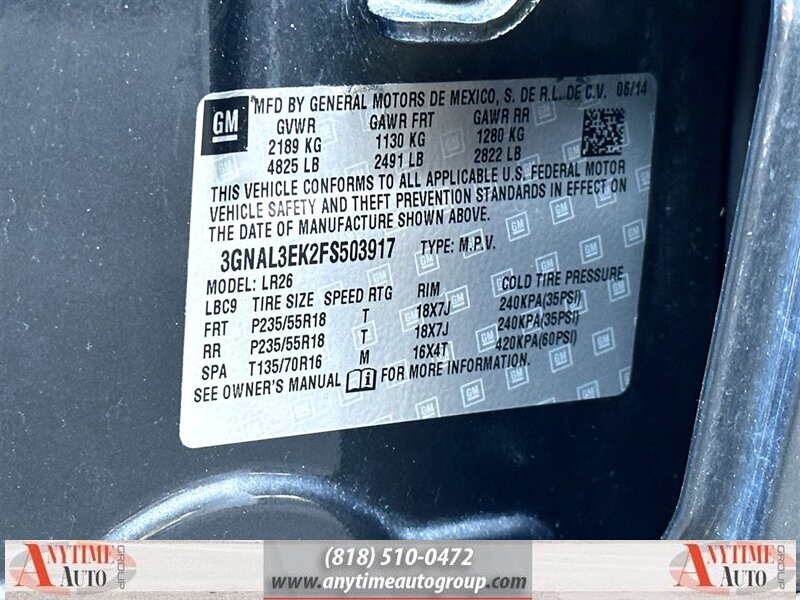 GM
MFD BY GENERAL MOTORS DE MEXICO, S. DE R.L. DE C.V. 06/14
GVWR GAWR FRT GAWR RR
2189 KG 1130 KG 1280 KG
4825 LB 2491 LB 2822 LB
THIS VEHICLE CONFORMS TO ALL APPLICABLE U.S. FEDERAL MOTOR
VEHICLE SAFETY AND THEFT PREVENTION STANDARDS IN EFFECT ON
THE DATE OF MANUFACTURE SHOWN ABOVE.
3GNAL3EK2FS503917 TYPE: M.P.V.
MODEL: LR26
LBC9 TIRE SIZE SPEED RTG RIM COLD TIRE PRESSURE
FRT P235/55R18 T 18X7J 240KPA(35PSI)
RR P235/55R18 T 18X7J 240KPA(35PSI)
SPA T135/70R16 M 16X4T 420KPA(60PSI)
SEE OWNER'S MANUAL FOR MORE INFORMATION.
ANYTIME AUTO GROUP
(818) 510-0472
www.anytimeautogroup.com
ANYTIME AUTO GROUP